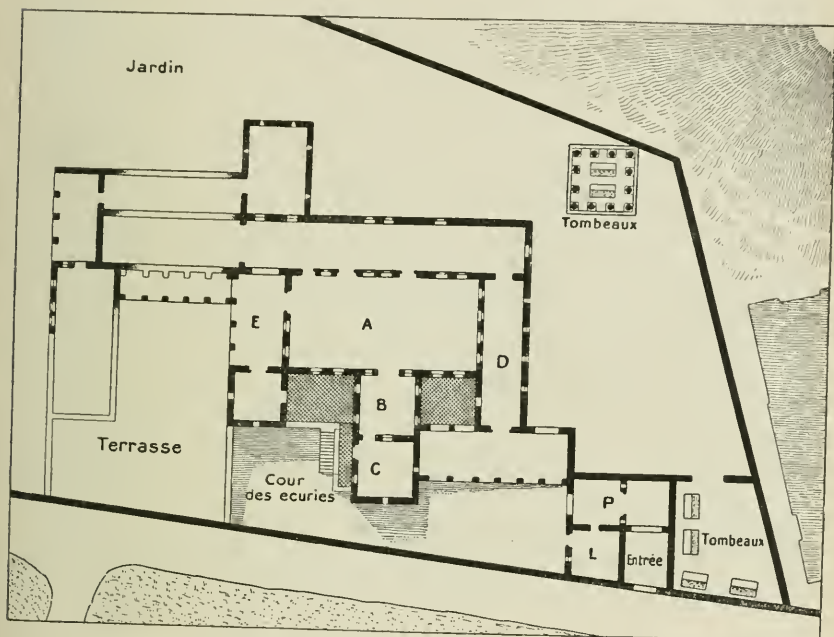 Jardin
Tombeaux
E
A
D
B
Terrasse
C
Cour
des ecuries
P
Tombeaux
L
Entrée